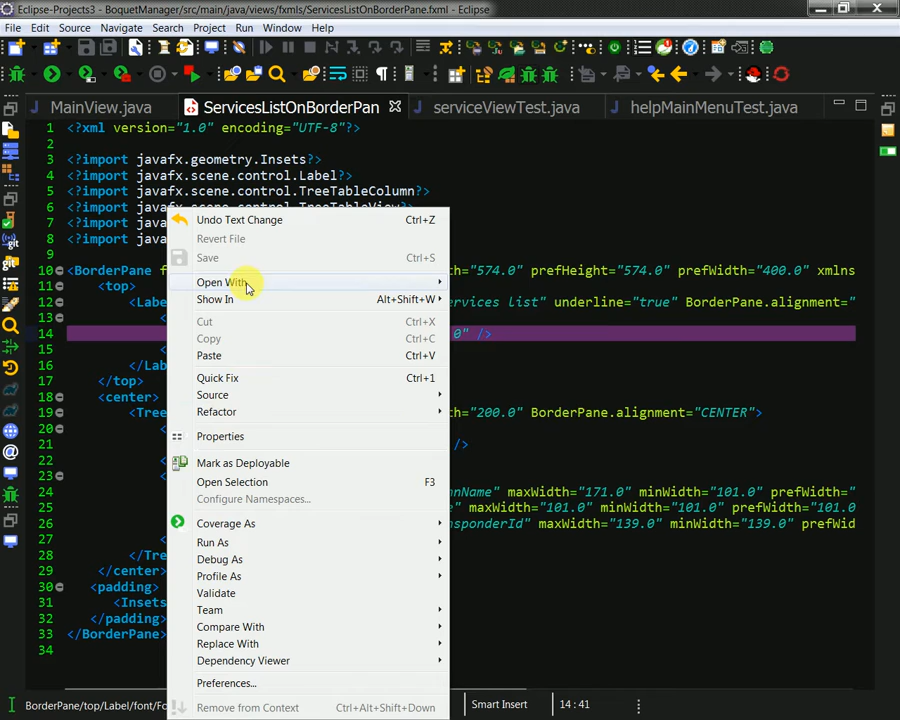 Eclipse-Projects3 - BoquetManager/src/main/java/views/fxmls/ServicesListOnBorderPane.fxml - Eclipse
File Edit Source Navigate Search Project Run Window Help
MainView.java ServicesListOnBorderPan serviceViewTest.java helpMainMenuTest.java
1 <?xml version="1.0" encoding="UTF-8"?>
2
3 <?import javafx.geometry.Insets?>
4 <?import javafx.scene.control.Label?>
5 <?import javafx.scene.control.TreeTableColumn?>
6 <?import javafx.scene.control.TreeTableView?>
7 <?import jav
8 <?import jav
9
10 <BorderPane f ="574.0" prefHeight="574.0" prefWidth="400.0" xmlns
11 <top>
12 <Labe ervices list" underline="true" BorderPane.alignment="
13 <
14 0" />
15 <
16 </Lab
17 </top>
18 <center>
19 <Tree th="200.0" BorderPane.alignment="CENTER">
20 <
21 />
22 <
23 <
24 mnName" maxWidth="171.0" minWidth="101.0" prefWidth="
25 e" maxWidth="101.0" minWidth="101.0" prefWidth="101.0
26 sponderId" maxWidth="139.0" minWidth="139.0" prefWid
27 <
28 </Tre
29 </center>
30 <padding>
31 <Insets
32 </padding>
33 </BorderPane>
34
Undo Text Change Ctrl+Z
Revert File
Save Ctrl+S
Open With
Show In Alt+Shift+W
Cut Ctrl+X
Copy Ctrl+C
Paste Ctrl+V
Quick Fix Ctrl+1
Source
Refactor
Properties
Mark as Deployable
Open Selection F3
Configure Namespaces...
Coverage As
Run As
Debug As
Profile As
Validate
Team
Compare With
Replace With
Dependency Viewer
Preferences...
Remove from Context Ctrl+Alt+Shift+Down
BorderPane/top/Label/font/Fo Smart Insert 14 : 41